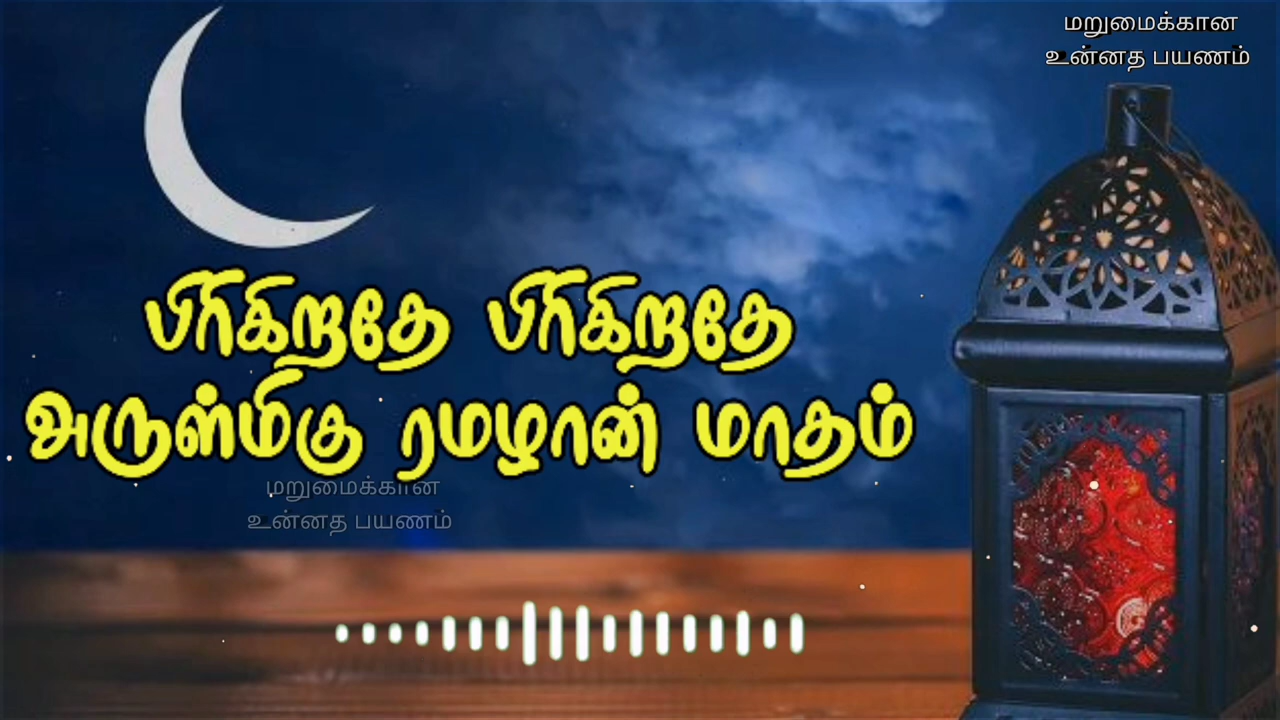 மறுமைக்கான
உன்னத பயணம்
பிரிகிறதே பிரிகிறதே
அருள்மிகு ரமழான் மாதம்
மறுமைக்கான
உன்னத பயணம்